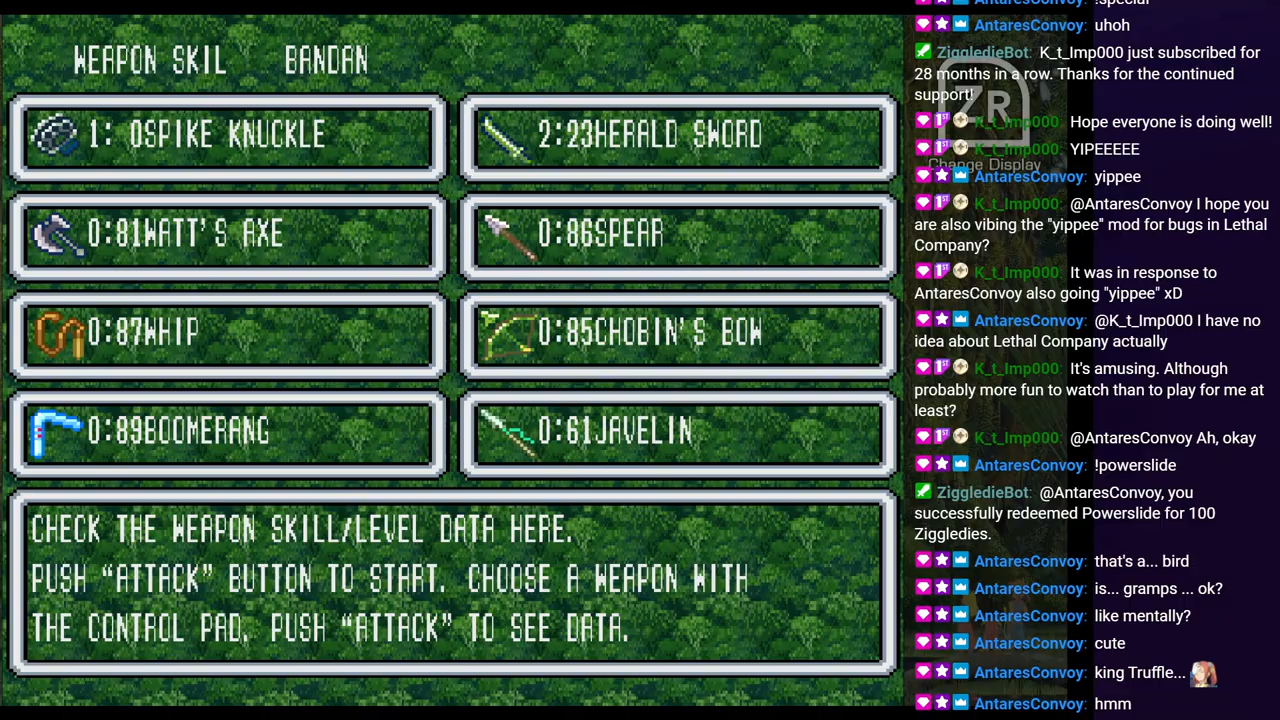 WEAPON SKIL BANDAN
1: 0SPIKE KNUCKLE
2:23HERALD SWORD
0:81WATT'S AXE
0:86SPEAR
0:87WHIP
0:85CHOBIN'S BOW
0:89BOOMERANG
0:61JAVELIN
CHECK THE WEAPON SKILL/LEVEL DATA HERE.
PUSH “ATTACK” BUTTON TO START. CHOOSE A WEAPON WITH
THE CONTROL PAD, PUSH “ATTACK” TO SEE DATA.
AntaresConvoy: !special
AntaresConvoy: uhoh
ZiggledieBot: K_t_Imp000 just subscribed for
28 months in a row. Thanks for the continued
support!
ZR
K_t_Imp000: Hope everyone is doing well!
K_t_Imp000: YIPEEEEE
Change Display
AntaresConvoy: yippee
K_t_Imp000: @AntaresConvoy I hope you
are also vibing the "yippee" mod for bugs in Lethal
Company?
K_t_Imp000: It was in response to
AntaresConvoy also going "yippee" xD
AntaresConvoy: @K_t_Imp000 I have no
idea about Lethal Company actually
K_t_Imp000: It's amusing. Although
probably more fun to watch than to play for me at
least?
K_t_Imp000: @AntaresConvoy Ah, okay
AntaresConvoy: !powerslide
ZiggledieBot: @AntaresConvoy, you
successfully redeemed Powerslide for 100
Ziggledies.
AntaresConvoy: that's a... bird
AntaresConvoy: is... gramps ... ok?
AntaresConvoy: like mentally?
AntaresConvoy: cute
AntaresConvoy: king Truffle...
AntaresConvoy: hmm